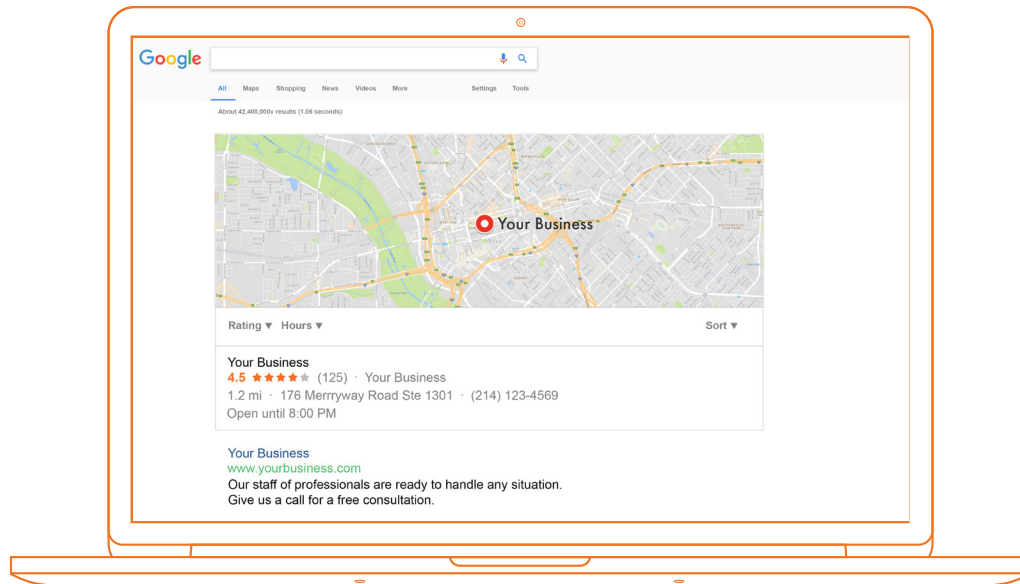 Google
All Maps Shopping News Videos More Settings Tools
About 42,400,000v results (1.06 seconds)
Your Business
Rating ▼ Hours ▼ Sort ▼
Your Business
4.5 ★★★★★ (125) · Your Business
1.2 mi · 176 Merrryway Road Ste 1301 · (214) 123-4569
Open until 8:00 PM
Your Business
www.yourbusiness.com
Our staff of professionals are ready to handle any situation.
Give us a call for a free consultation.